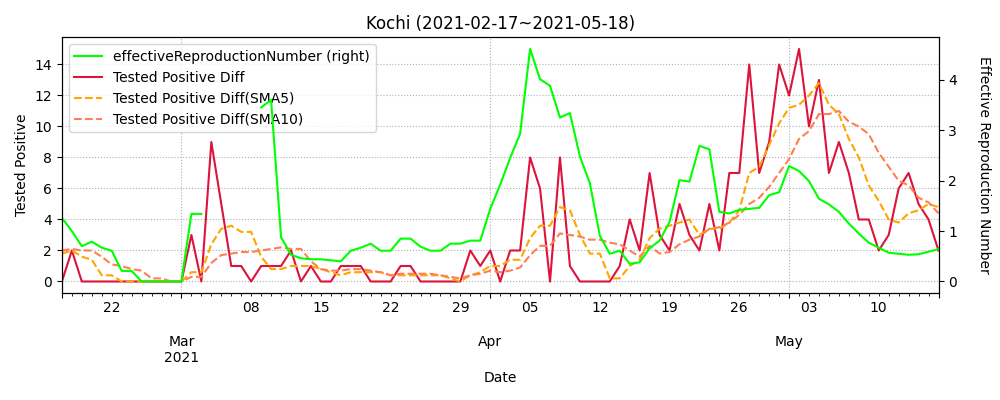 Kochi (2021-02-17~2021-05-18)
effectiveReproductionNumber (right)
Tested Positive Diff
Tested Positive Diff(SMA5)
Tested Positive Diff(SMA10)
Tested Positive
14
12
10
8
6
4
2
0
Effective Reproduction Number
4
3
2
1
0
22 08 15 22 29 05 12 19 26 03 10
Mar Apr May
2021
Date